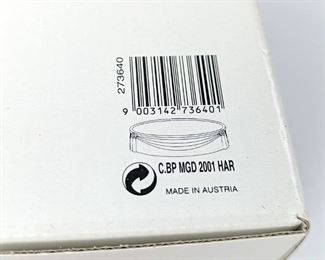 273640
9 003142 736401
C.BP MGD 2001 HAR
MADE IN AUSTRIA